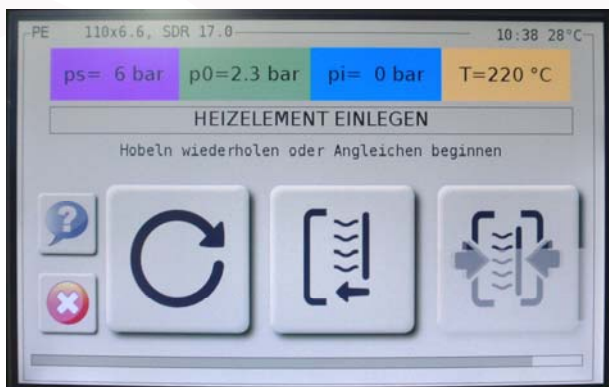 PE 110x6.6, SDR 17.0 10:38 28°C
ps= 6 bar p0=2.3 bar pi= 0 bar T=220 °C
HEIZELEMENT EINLEGEN
Hobeln wiederholen oder Angleichen beginnen
?